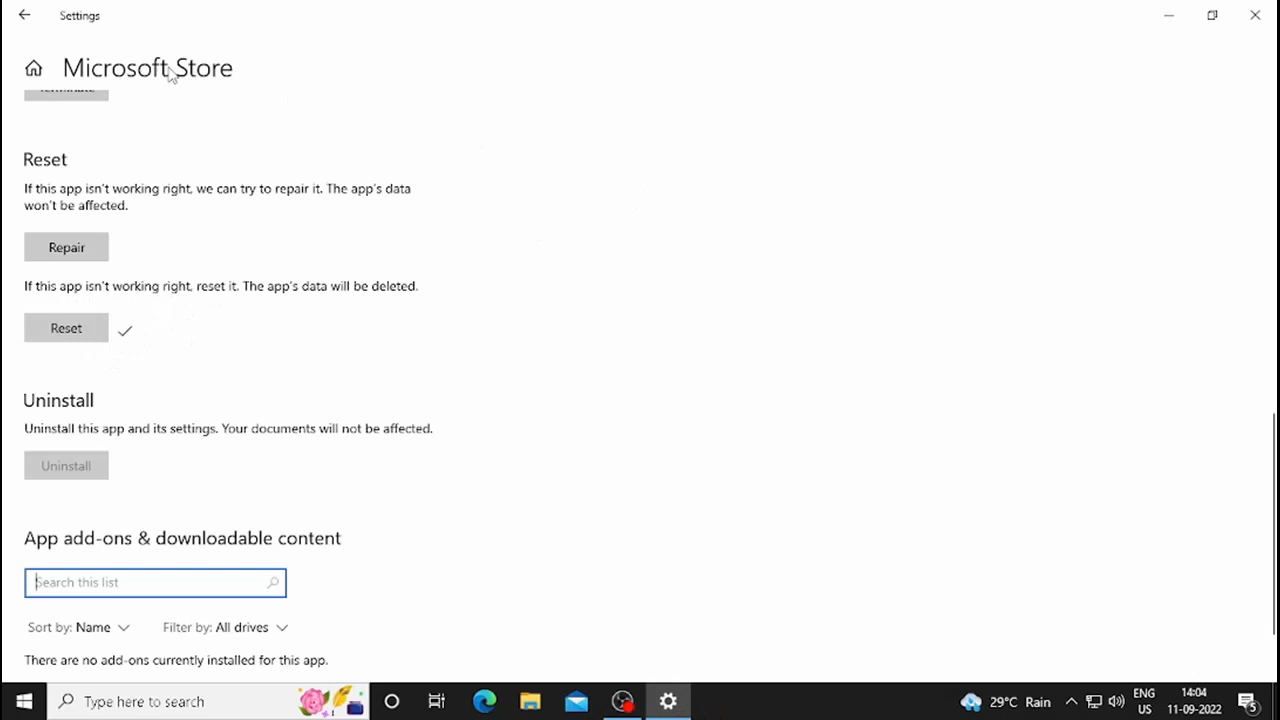 Settings
Microsoft Store
Terminate
Reset
If this app isn't working right, we can try to repair it. The app's data
won't be affected.
Repair
If this app isn't working right, reset it. The app's data will be deleted.
Reset
Uninstall
Uninstall this app and its settings. Your documents will not be affected.
Uninstall
App add-ons & downloadable content
Search this list
Sort by: Name Filter by: All drives
There are no add-ons currently installed for this app.
Type here to search
29°C Rain
ENG
US
14:04
11-09-2022
5